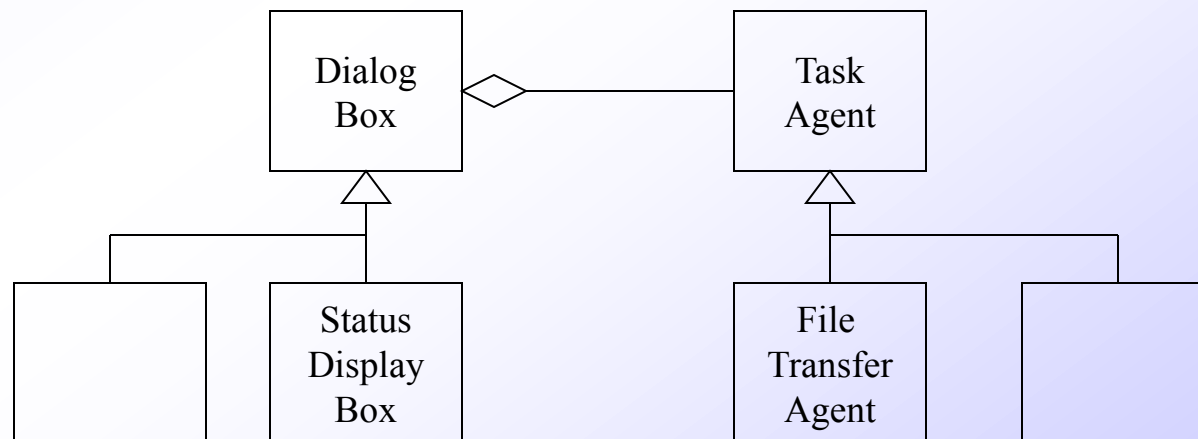 Dialog
Box
Task
Agent
Status
Display
Box
File
Transfer
Agent